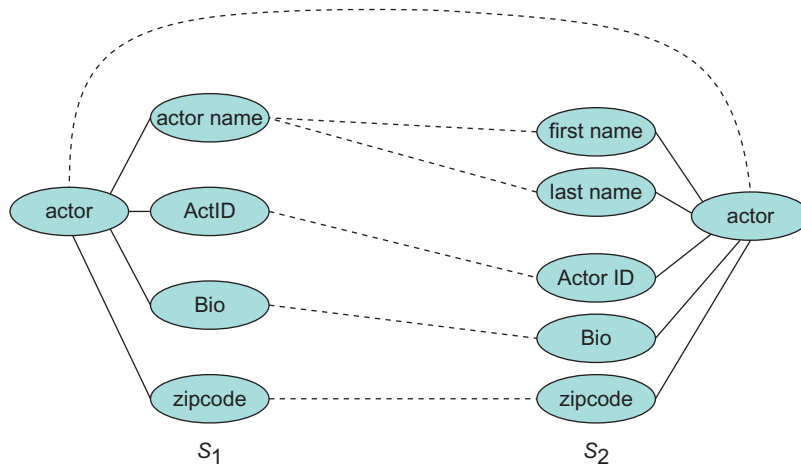 actor name
first name
last name
actor
ActID
actor
Actor ID
Bio
Bio
zipcode
zipcode
S1
S2